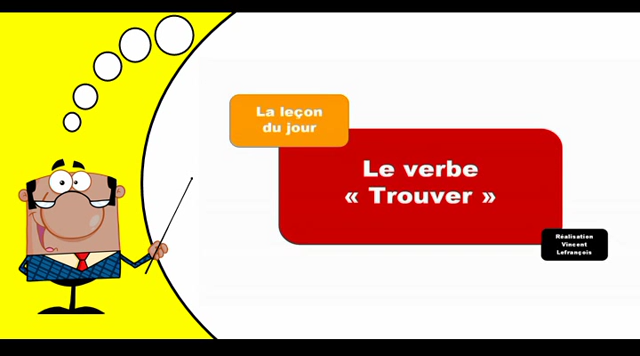 La leçon
du jour
Le verbe
« Trouver »
Réalisation
Vincent
Lefrançois